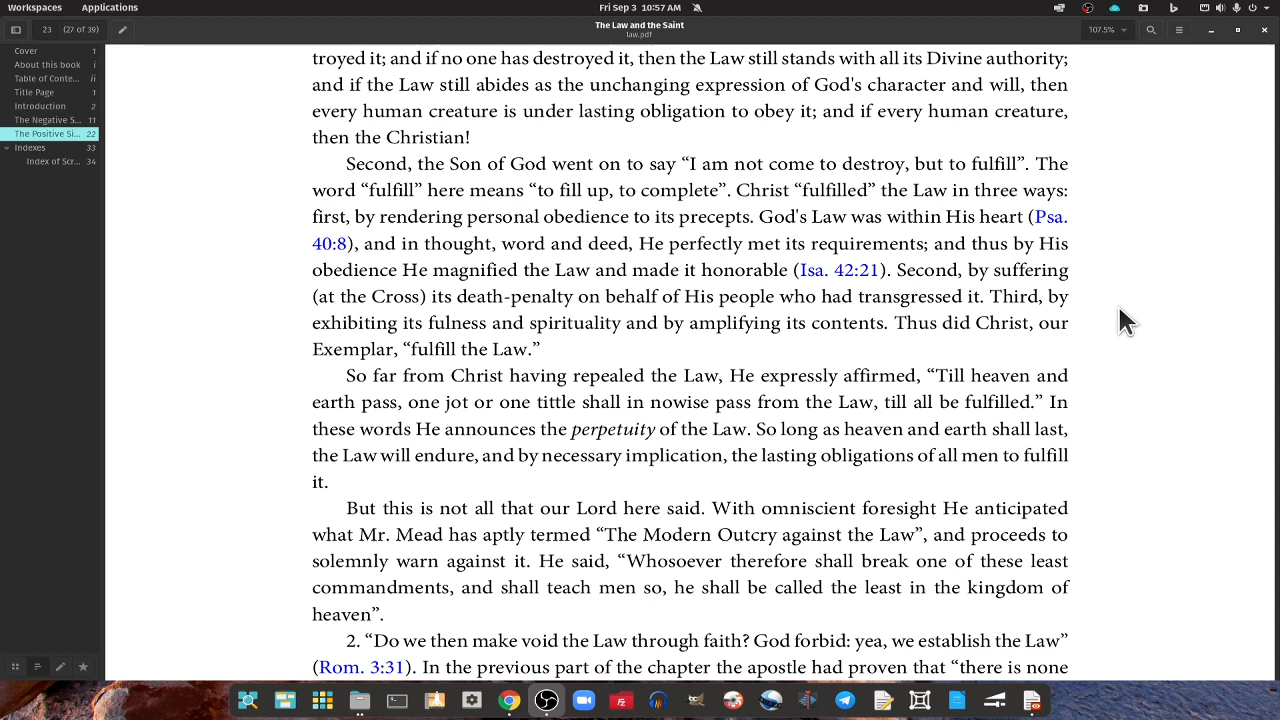 Workspaces Applications Fri Sep 3 10:57 AM
23 (27 of 39) The Law and the Saint 107.5%
law.pdf
Cover 1
About this book i
Table of Conte... ii
Title Page 1
Introduction 2
The Negative S... 11
The Positive Si... 22
Indexes 33
Index of Scr... 34
troyed it; and if no one has destroyed it, then the Law still stands with all its Divine authority;
and if the Law still abides as the unchanging expression of God's character and will, then
every human creature is under lasting obligation to obey it; and if every human creature,
then the Christian!
Second, the Son of God went on to say “I am not come to destroy, but to fulfill”. The
word “fulfill” here means “to fill up, to complete”. Christ “fulfilled” the Law in three ways:
first, by rendering personal obedience to its precepts. God's Law was within His heart (Psa.
40:8), and in thought, word and deed, He perfectly met its requirements; and thus by His
obedience He magnified the Law and made it honorable (Isa. 42:21). Second, by suffering
(at the Cross) its death-penalty on behalf of His people who had transgressed it. Third, by
exhibiting its fulness and spirituality and by amplifying its contents. Thus did Christ, our
Exemplar, “fulfill the Law.”
So far from Christ having repealed the Law, He expressly affirmed, “Till heaven and
earth pass, one jot or one tittle shall in nowise pass from the Law, till all be fulfilled.” In
these words He announces the perpetuity of the Law. So long as heaven and earth shall last,
the Law will endure, and by necessary implication, the lasting obligations of all men to fulfill
it.
But this is not all that our Lord here said. With omniscient foresight He anticipated
what Mr. Mead has aptly termed “The Modern Outcry against the Law”, and proceeds to
solemnly warn against it. He said, “Whosoever therefore shall break one of these least
commandments, and shall teach men so, he shall be called the least in the kingdom of
heaven”.
2. “Do we then make void the Law through faith? God forbid: yea, we establish the Law”
(Rom. 3:31). In the previous part of the chapter the apostle had proven that “there is none